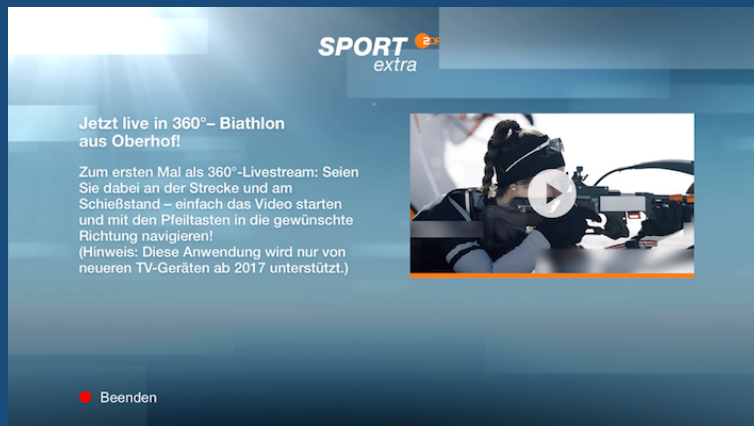 SPORT ZDF
extra
Jetzt live in 360°– Biathlon
aus Oberhof!
Zum ersten Mal als 360°-Livestream: Seien
Sie dabei an der Strecke und am
Schießstand – einfach das Video starten
und mit den Pfeiltasten in die gewünschte
Richtung navigieren!
(Hinweis: Diese Anwendung wird nur von
neueren TV-Geräten ab 2017 unterstützt.)
Beenden